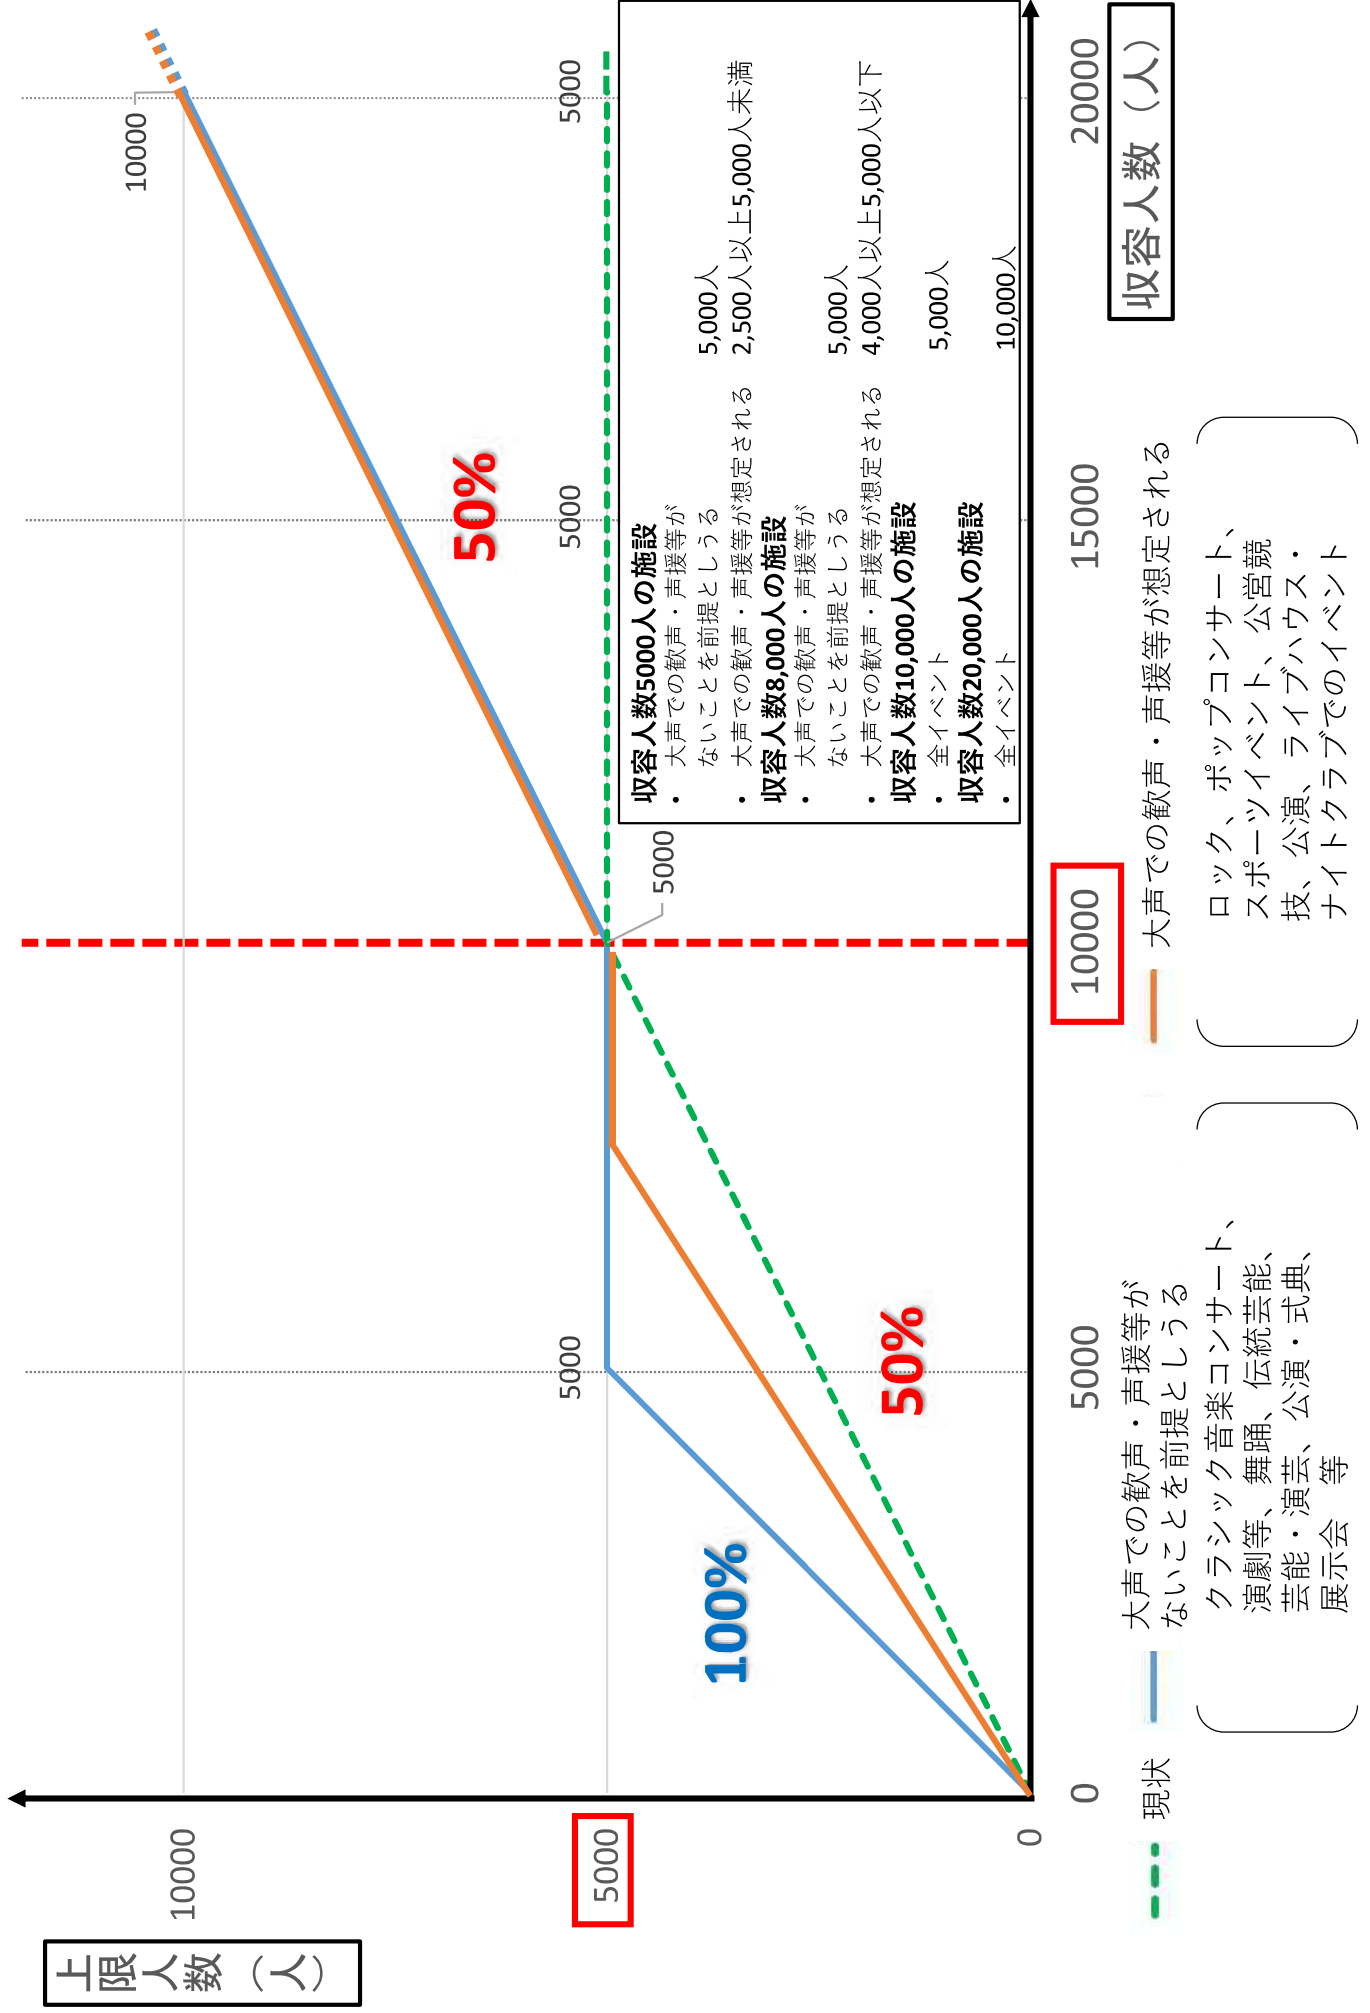 上限人数（人）
10000
5000
0
10000
50%
5000
5000
5000
5000
100%
50%
収容人数5000人の施設
・ 大声での歓声・声援等が
ないことを前提としうる 5,000人
・ 大声での歓声・声援等が想定される 2,500人以上5,000人未満
収容人数8,000人の施設
・ 大声での歓声・声援等が
ないことを前提としうる 5,000人
・ 大声での歓声・声援等が想定される 4,000人以上5,000人以下
収容人数10,000人の施設
・ 全イベント 5,000人
収容人数20,000人の施設
・ 全イベント 10,000人
0 5000 10000 15000 20000
収容人数（人）
現状
大声での歓声・声援等が
ないことを前提としうる
クラシック音楽コンサート、
演劇等、舞踊、伝統芸能、
芸能・演芸、公演・式典、
展示会 等
大声での歓声・声援等が想定される
ロック、ポップコンサート、
スポーツイベント、公営競
技、公演、ライブハウス・
ナイトクラブでのイベント